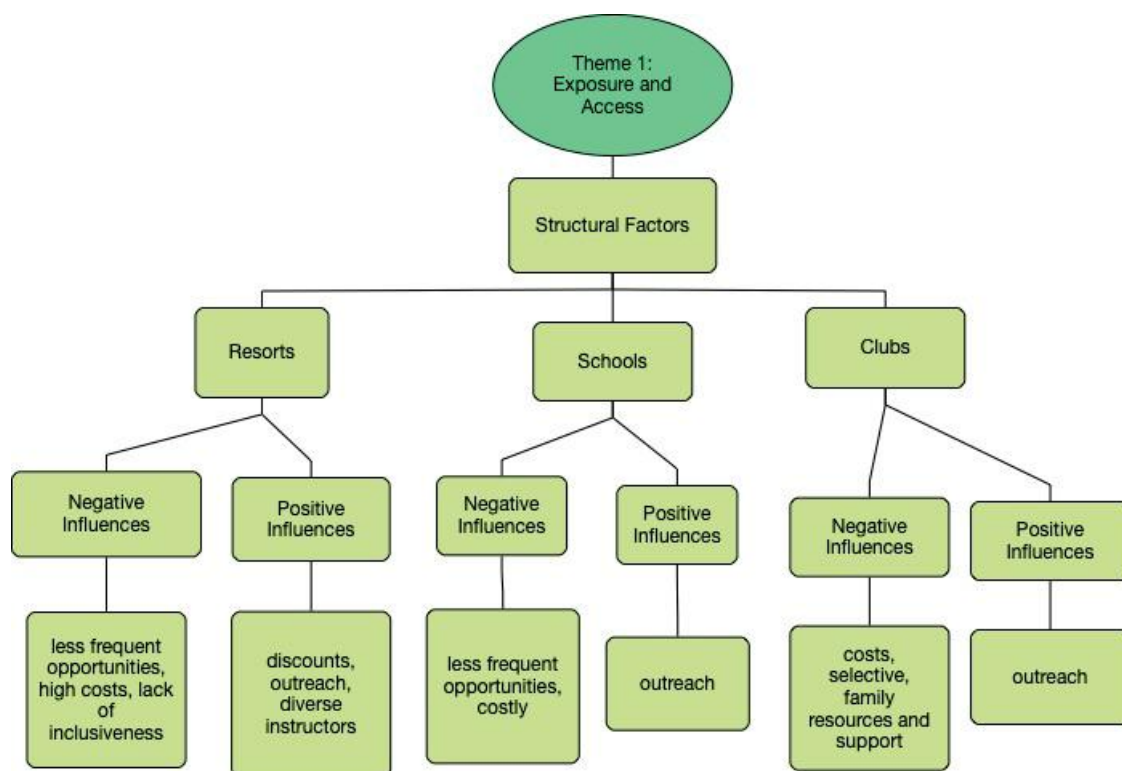 Theme 1:
Exposure and
Access
Structural Factors
Resorts
Schools
Clubs
Negative
Influences
Positive
Influences
Negative
Influences
Positive
Influences
Negative
Influences
Positive
Influences
less frequent
opportunities,
high costs, lack
of
inclusiveness
discounts,
outreach,
diverse
instructors
less frequent
opportunities,
costly
outreach
costs,
selective,
family
resources and
support
outreach